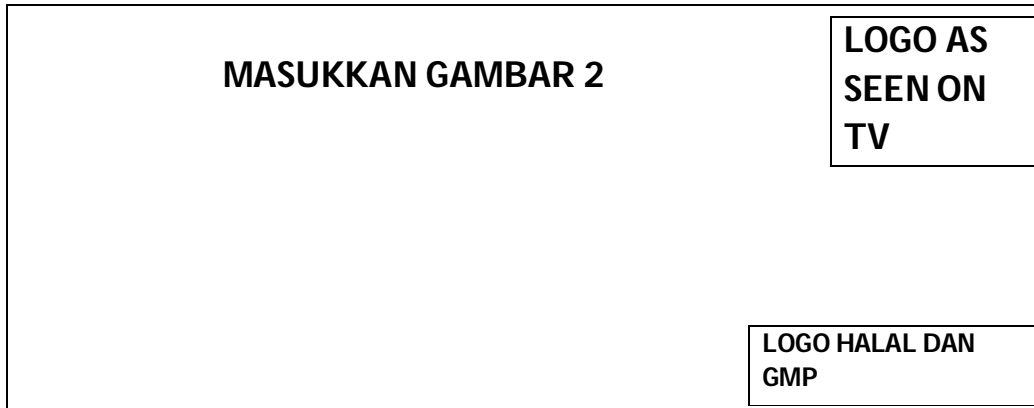 MASUKKAN GAMBAR 2
LOGO AS
SEEN ON
TV
LOGO HALAL DAN
GMP